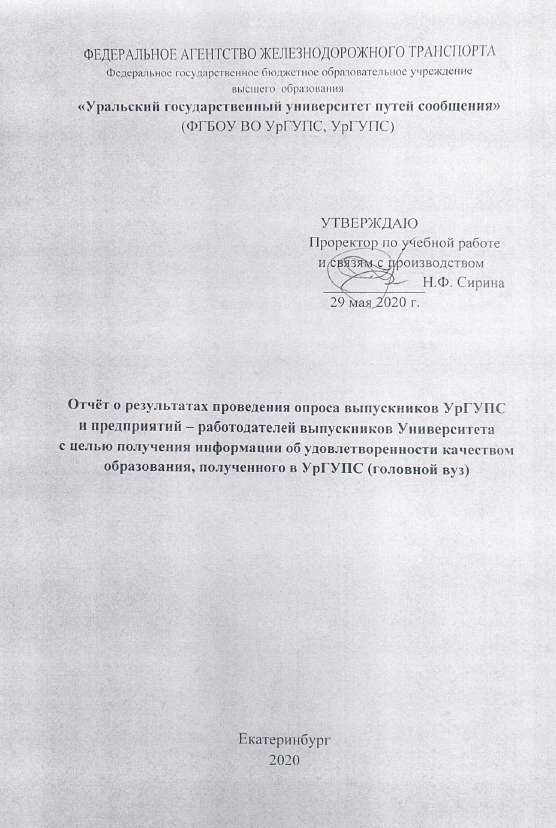 ФЕДЕРАЛЬНОЕ АГЕНТСТВО ЖЕЛЕЗНОДОРОЖНОГО ТРАНСПОРТА
Федеральное государственное бюджетное образовательное учреждение
высшего образования
«Уральский государственный университет путей сообщения»
(ФГБОУ ВО УрГУПС, УрГУПС)
УТВЕРЖДАЮ
Проректор по учебной работе
и связям с производством
Н.Ф. Сирина
29 мая 2020 г.
Отчёт о результатах проведения опроса выпускников УрГУПС
и предприятий – работодателей выпускников Университета
с целью получения информации об удовлетворенности качеством
образования, полученного в УрГУПС (головной вуз)
Екатеринбург
2020